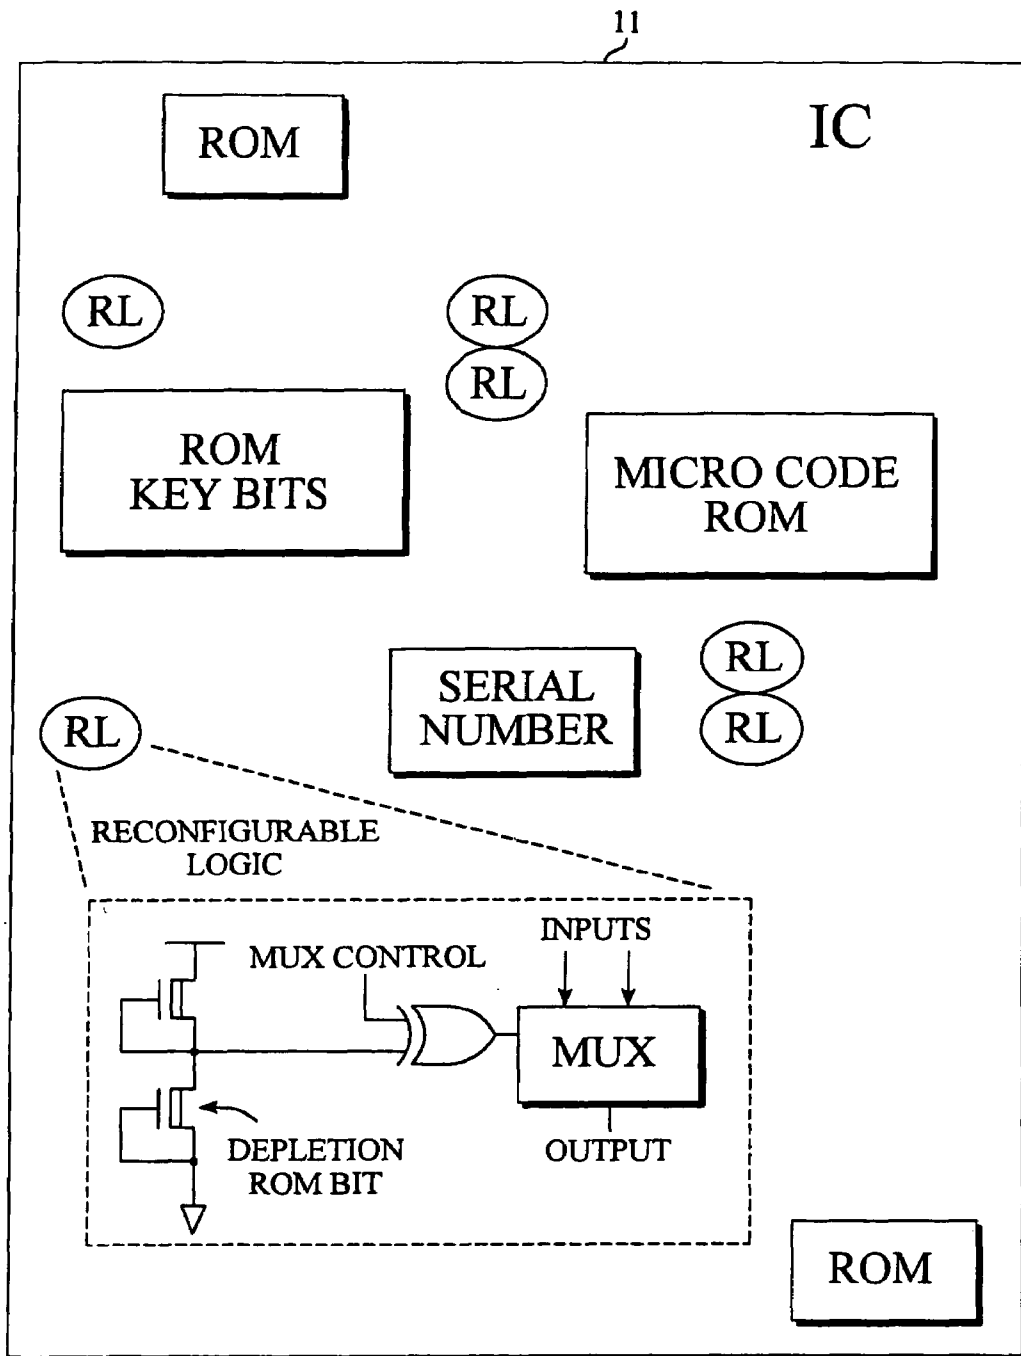 11
ROM
IC
RL
RL
RL
ROM
KEY BITS
MICRO CODE
ROM
SERIAL
NUMBER
RL
RL
RL
RECONFIGURABLE
LOGIC
INPUTS
MUX CONTROL
MUX
DEPLETION
ROM BIT
OUTPUT
ROM